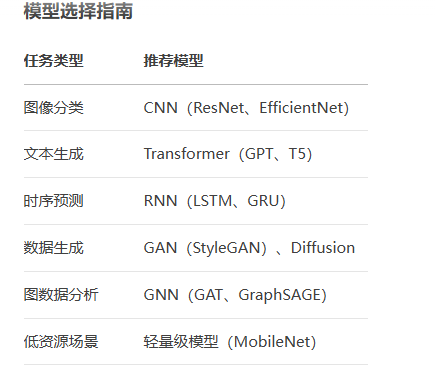 模型选择指南
任务类型 推荐模型
图像分类 CNN（ResNet、EfficientNet）
文本生成 Transformer（GPT、T5）
时序预测 RNN（LSTM、GRU）
数据生成 GAN（StyleGAN）、Diffusion
图数据分析 GNN（GAT、GraphSAGE）
低资源场景 轻量级模型（MobileNet）